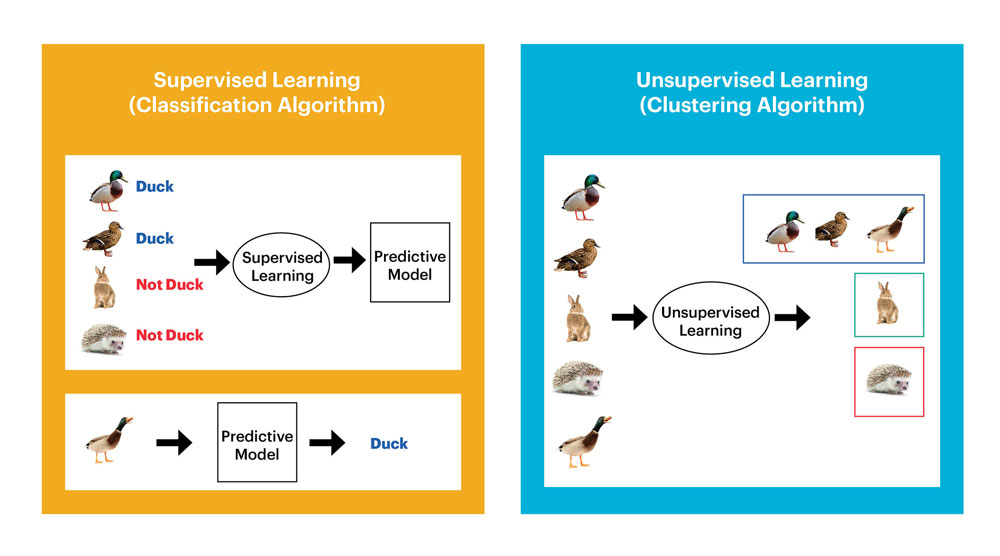 Supervised Learning
(Classification Algorithm)
Duck
Duck
Not Duck
Not Duck
Supervised
Learning
Predictive
Model
Predictive
Model
Duck
Unsupervised Learning
(Clustering Algorithm)
Unsupervised
Learning